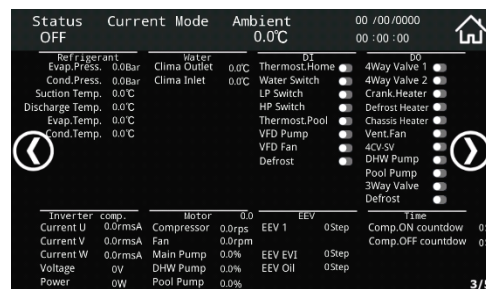 Status Current Mode Ambient 00 /00/0000
OFF 0.0℃ 00 :00 :00
Refrigerant
Evap.Press. 0.0Bar
Cond.Press. 0.0Bar
Suction Temp. 0.0℃
Discharge Temp. 0.0℃
Evap.Temp. 0.0℃
Cond.Temp. 0.0℃
Water
Clima Outlet 0.0℃
Clima Inlet 0.0℃
DI
Thermost.Home
Water Switch
LP Switch
HP Switch
Thermost.Pool
VFD Pump
VFD Fan
Defrost
DO
4Way Valve 1
4Way Valve 2
Crank.Heater
Defrost Heater
Chassis Heater
Vent.Fan
4CV-SV
DHW Pump
Pool Pump
3Way Valve
Defrost
Inverter comp.
Current U 0.0rmsA
Current V 0.0rmsA
Current W 0.0rmsA
Voltage 0V
Power 0W
Motor 0.0
Compressor 0.0rps
Fan 0.0rpm
Main Pump 0.0%
DHW Pump 0.0%
Pool Pump 0.0%
EEV
EEV 1 0Step
EEV EVI 0Step
EEV Oil 0Step
Time
Comp.ON countdow 0
Comp.OFF countdow 0
3/5